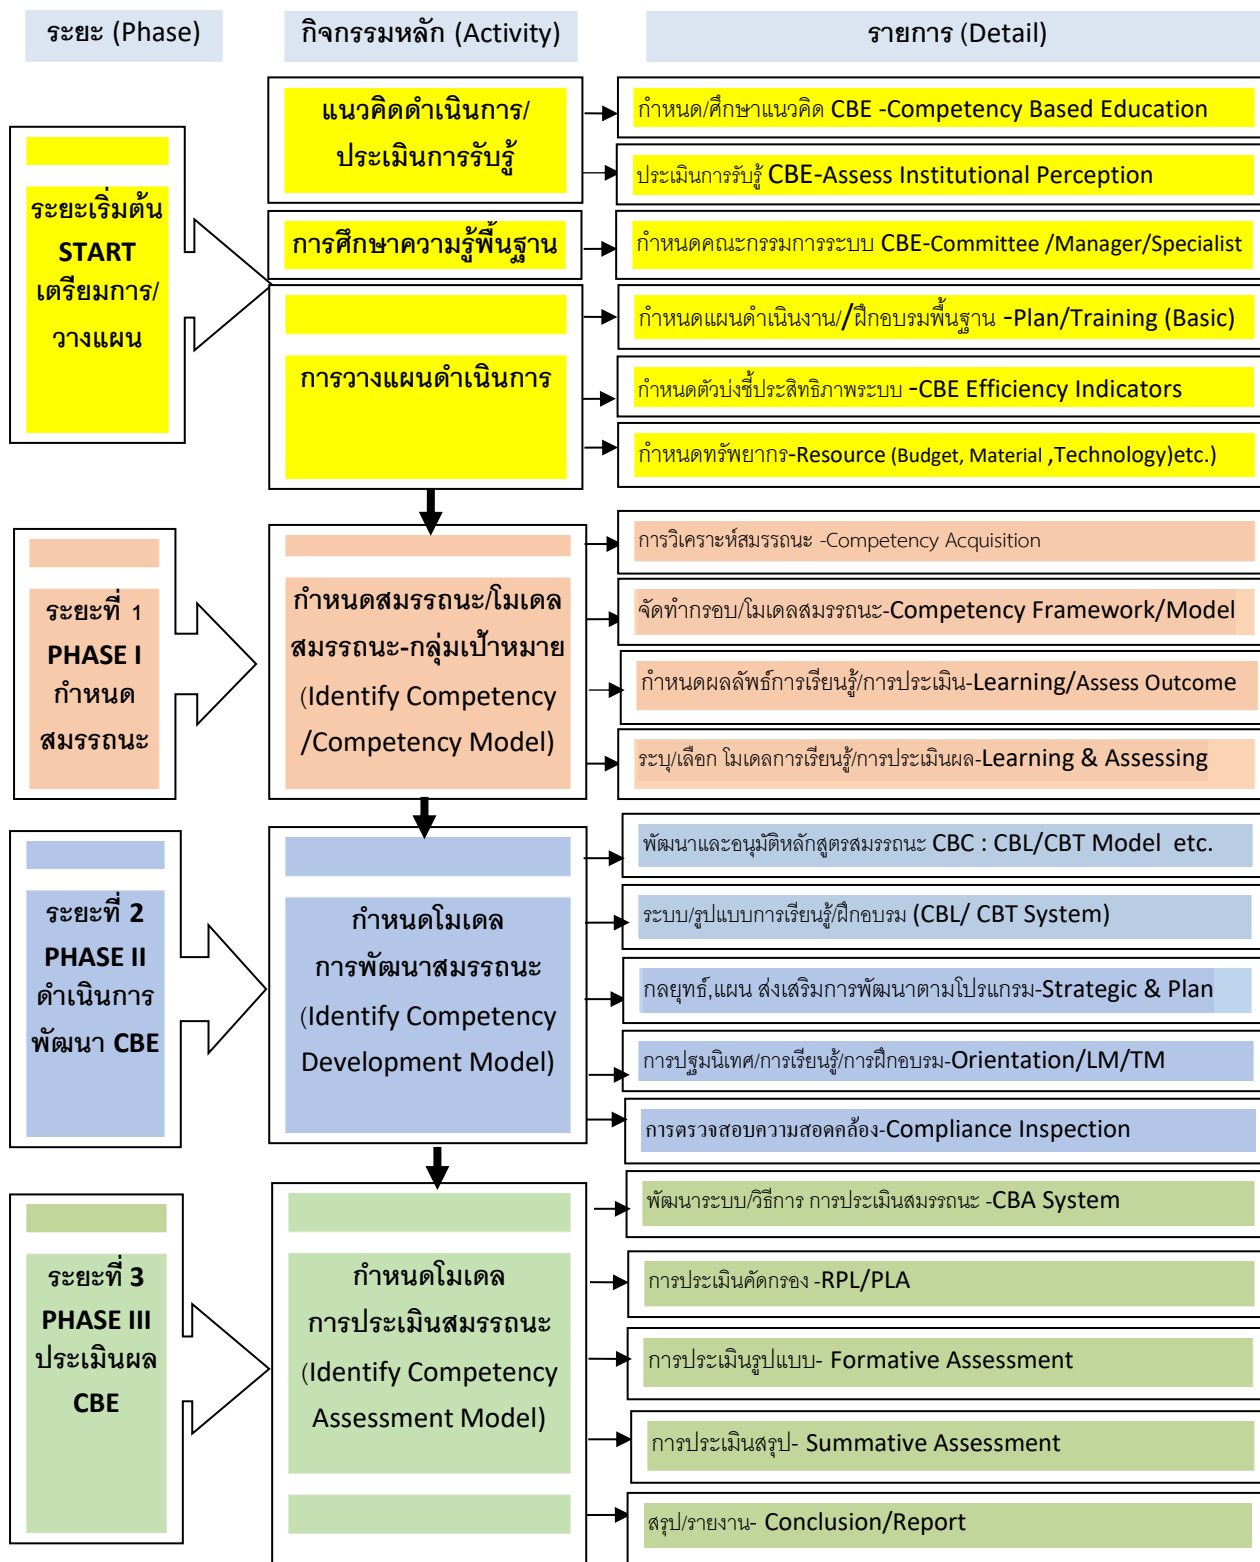 ระยะ (Phase)
กิจกรรมหลัก (Activity)
รายการ (Detail)
ระยะเริ่มต้น
START
เตรียมการ/
วางแผน
แนวคิดดำเนินการ/
ประเมินการรับรู้
กำหนด/ศึกษาแนวคิด CBE -Competency Based Education
ประเมินการรับรู้ CBE-Assess Institutional Perception
การศึกษาความรู้พื้นฐาน
กำหนดคณะกรรมการระบบ CBE-Committee /Manager/Specialist
การวางแผนดำเนินการ
กำหนดแผนดำเนินงาน//ฝึกอบรมพื้นฐาน -Plan/Training (Basic)
กำหนดตัวบ่งชี้ประสิทธิภาพระบบ -CBE Efficiency Indicators
กำหนดทรัพยากร-Resource (Budget, Material ,Technology)etc.)
ระยะที่ 1
PHASE I
กำหนด
สมรรถนะ
กำหนดสมรรถนะ/โมเดล
สมรรถนะ-กลุ่มเป้าหมาย
(Identify Competency
/Competency Model)
การวิเคราะห์สมรรถนะ -Competency Acquisition
จัดทำกรอบ/โมเดลสมรรถนะ-Competency Framework/Model
กำหนดผลลัพธ์การเรียนรู้/การประเมิน-Learning/Assess Outcome
ระบุ/เลือก โมเดลการเรียนรู้/การประเมินผล-Learning & Assessing
ระยะที่ 2
PHASE II
ดำเนินการ
พัฒนา CBE
กำหนดโมเดล
การพัฒนาสมรรถนะ
(Identify Competency
Development Model)
พัฒนาและอนุมัติหลักสูตรสมรรถนะ CBC : CBL/CBT Model etc.
ระบบ/รูปแบบการเรียนรู้/ฝึกอบรม (CBL/ CBT System)
กลยุทธ์,แผน ส่งเสริมการพัฒนาตามโปรแกรม-Strategic & Plan
การปฐมนิเทศ/การเรียนรู้/การฝึกอบรม-Orientation/LM/TM
การตรวจสอบความสอดคล้อง-Compliance Inspection
ระยะที่ 3
PHASE III
ประเมินผล
CBE
กำหนดโมเดล
การประเมินสมรรถนะ
(Identify Competency
Assessment Model)
พัฒนาระบบ/วิธีการ การประเมินสมรรถนะ -CBA System
การประเมินคัดกรอง -RPL/PLA
การประเมินรูปแบบ- Formative Assessment
การประเมินสรุป- Summative Assessment
สรุป/รายงาน- Conclusion/Report